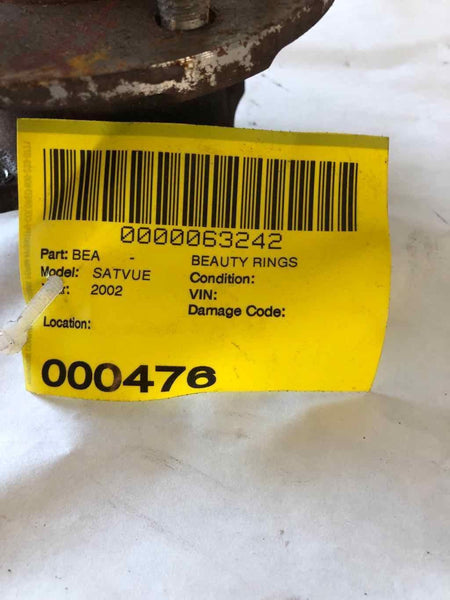 0000063242
Part: BEA - BEAUTY RINGS
Model: SATVUE Condition:
2002 VIN:
Damage Code:
Location:
000476